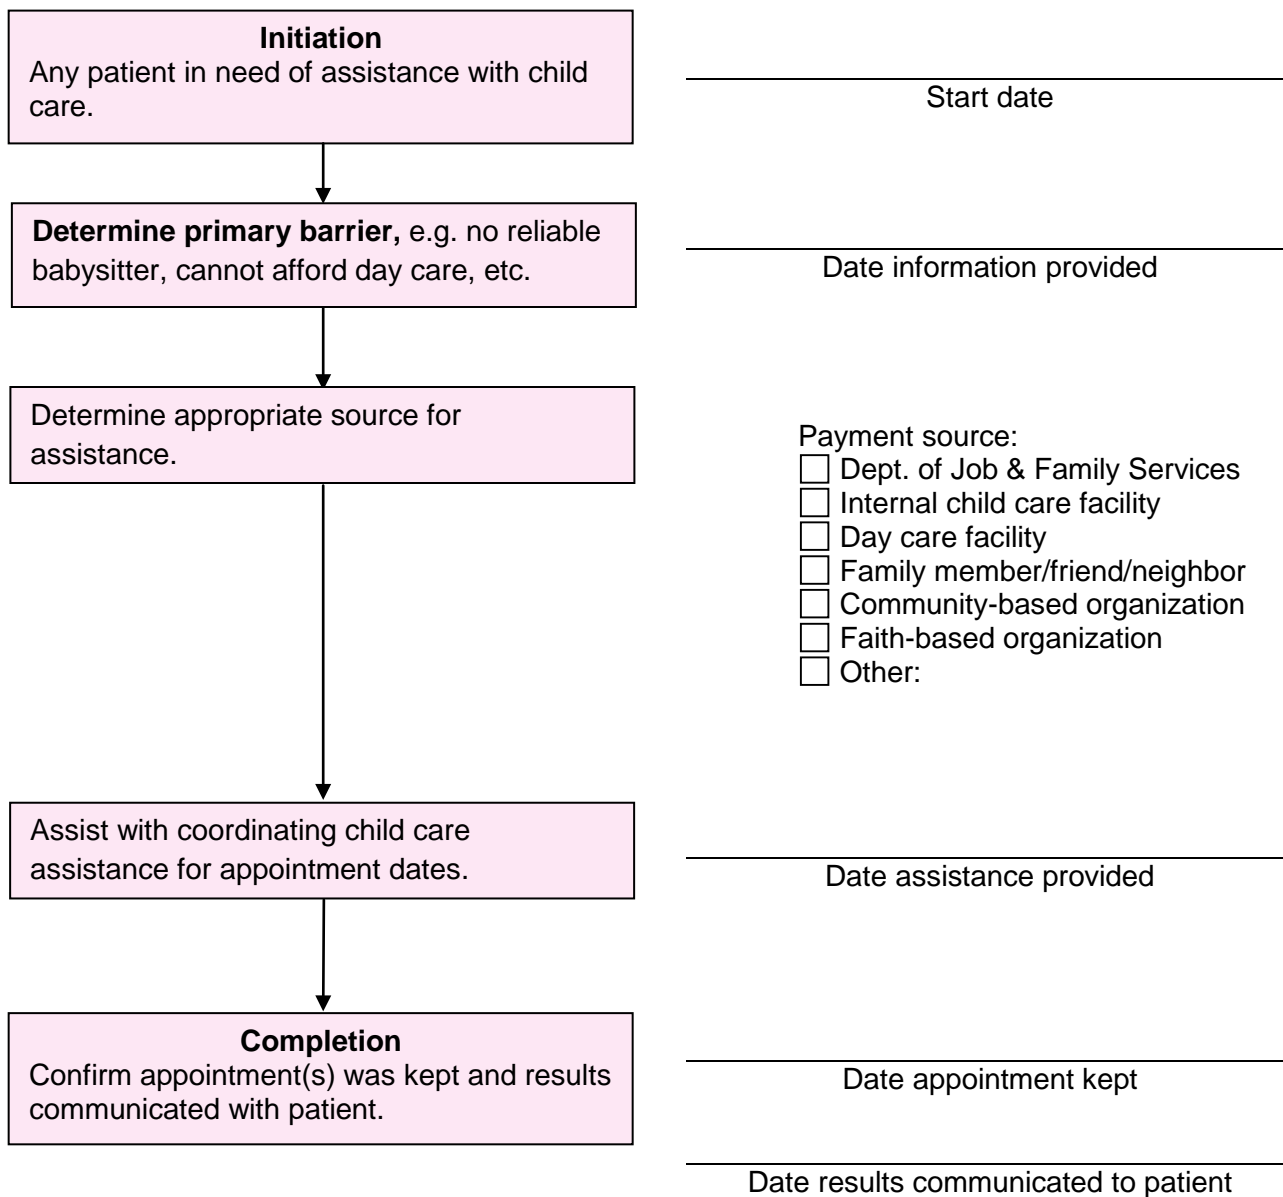 Initiation
Any patient in need of assistance with child
care.
Start date
Determine primary barrier, e.g. no reliable
babysitter, cannot afford day care, etc.
Date information provided
Determine appropriate source for
assistance.
Payment source:
Dept. of Job & Family Services
Internal child care facility
Day care facility
Family member/friend/neighbor
Community-based organization
Faith-based organization
Other:
Assist with coordinating child care
assistance for appointment dates.
Date assistance provided
Completion
Confirm appointment(s) was kept and results
communicated with patient.
Date appointment kept
Date results communicated to patient